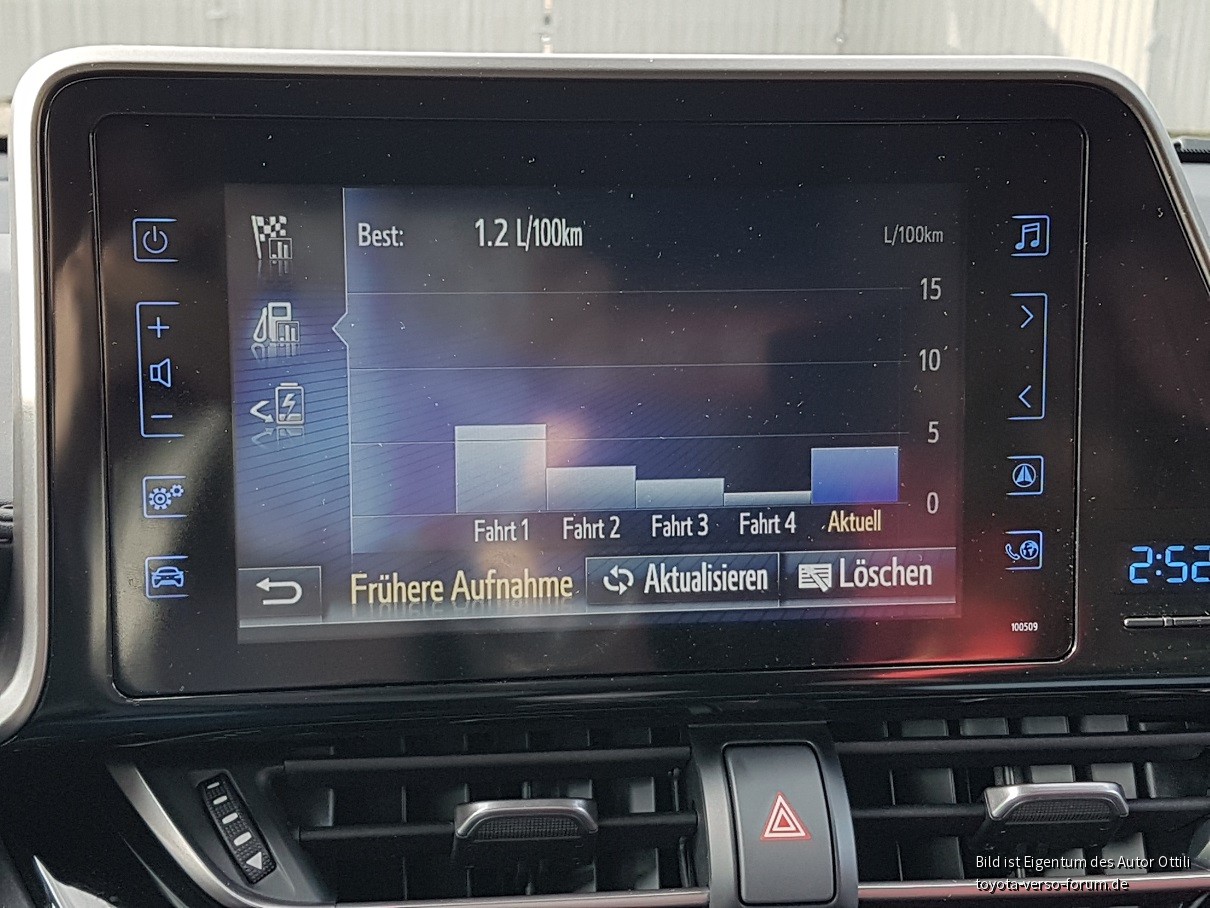 Best: 1.2 L/100km
L/100km
15
10
5
0
Fahrt 1 Fahrt 2 Fahrt 3 Fahrt 4 Aktuell
Frühere Aufnahme Aktualisieren Löschen
100509
2:52
Bild ist Eigentum des Autor Ottili
toyota-verso-forum.de